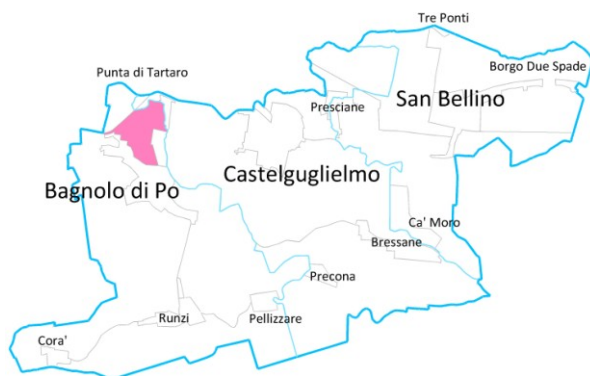 Tre Ponti
Borgo Due Spade
Punta di Tartaro
San Bellino
Presciane
Castelguglielmo
Bagnolo di Po
Ca' Moro
Bressane
Precona
Runzi
Pellizzare
Cora'